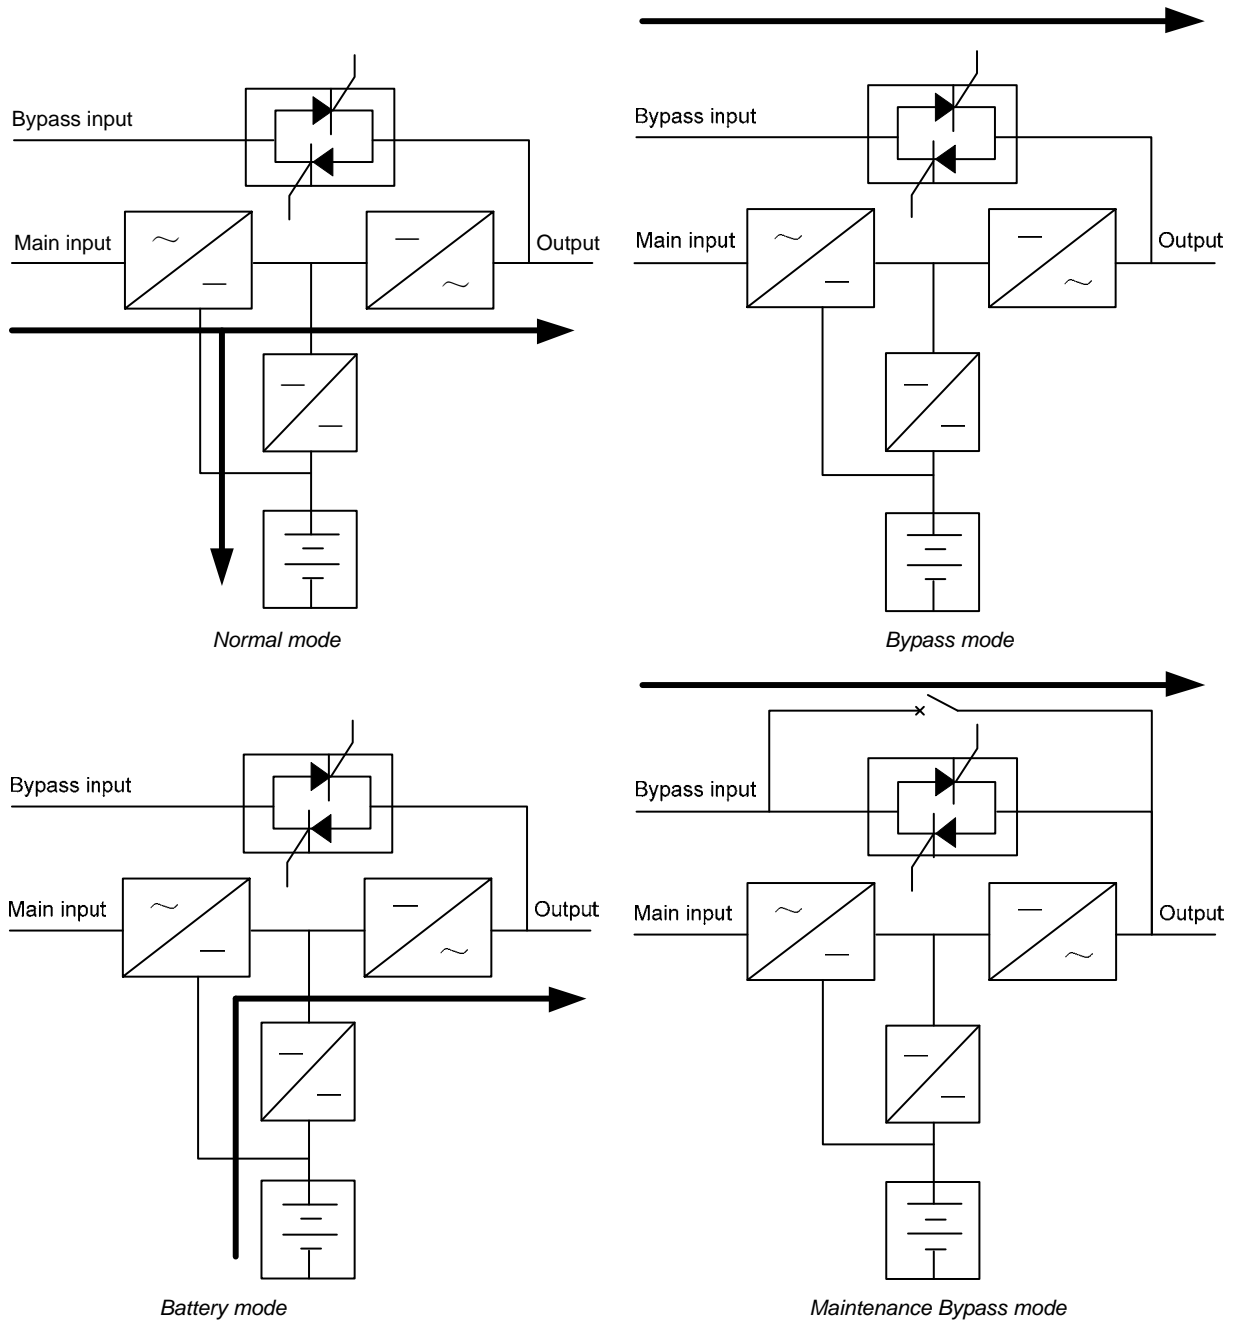 Bypass input
Main input
Output
Normal mode
Bypass input
Main input
Output
Bypass mode
Bypass input
Main input
Output
Battery mode
Bypass input
Main input
Output
Maintenance Bypass mode